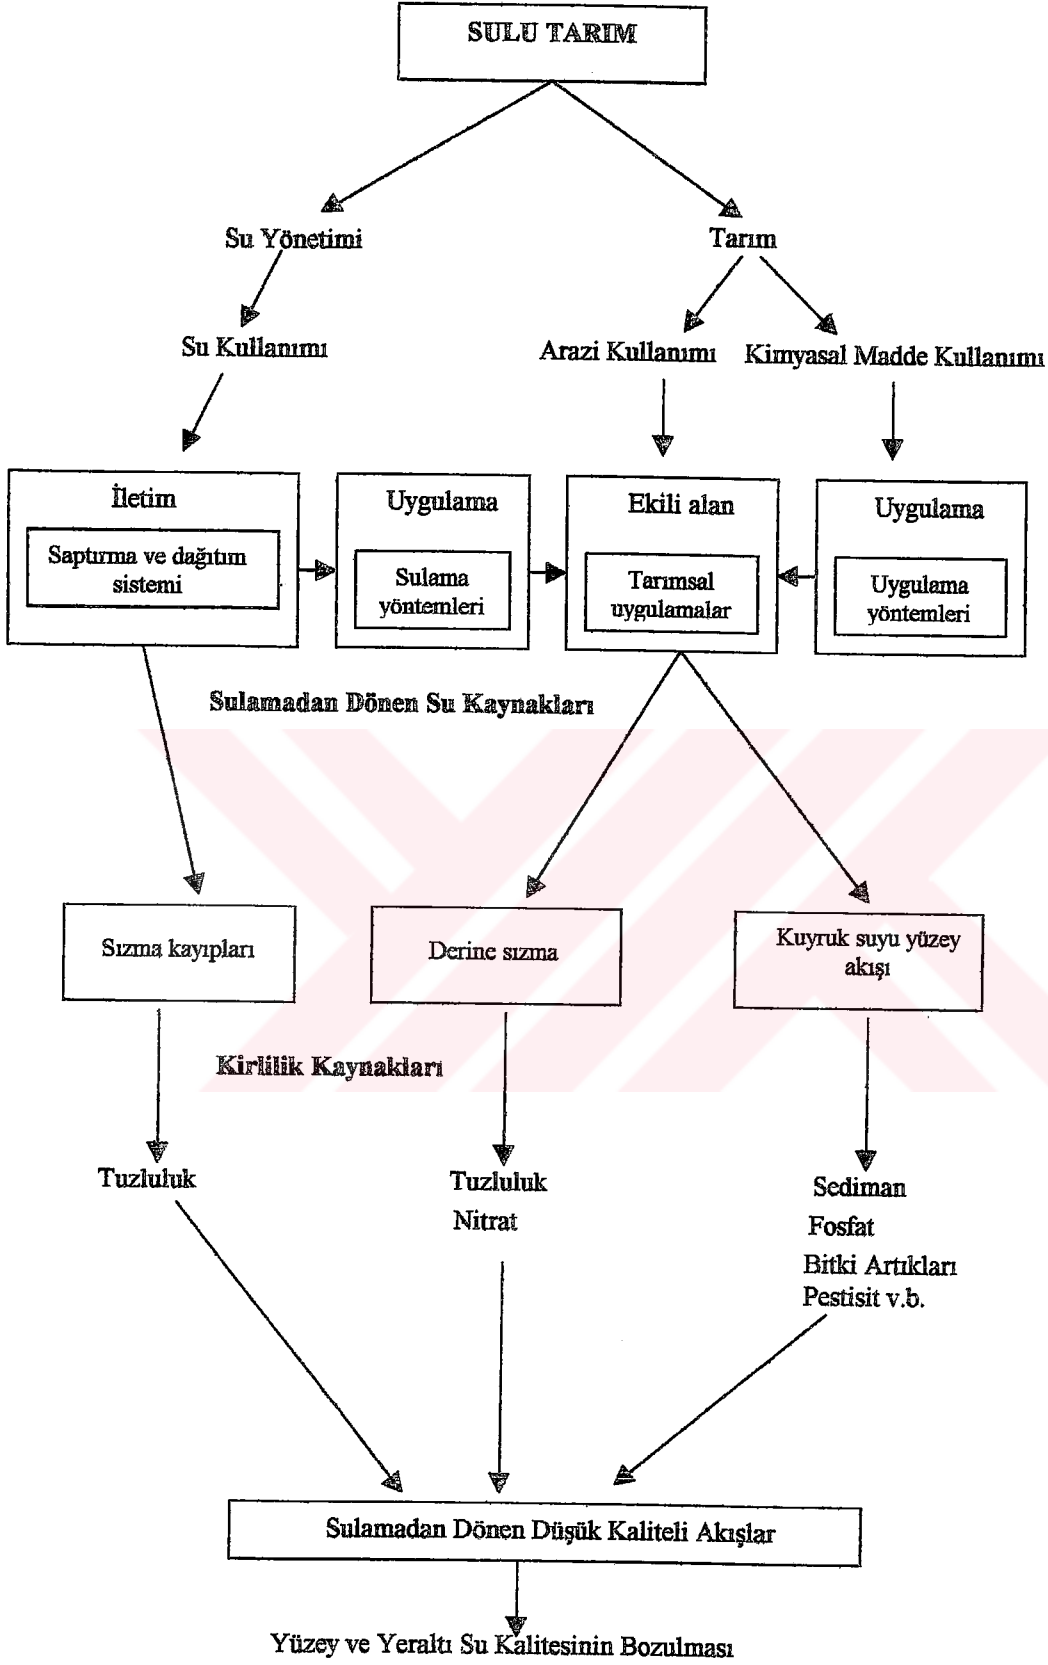 SULU TARIM
Su Yönetimi
Tarım
Su Kullanımı
Arazi Kullanımı
Kimyasal Madde Kullanımı
İletim
Saptırma ve dağıtım
sistemi
Uygulama
Sulama
yöntemleri
Ekili alan
Tarımsal
uygulamalar
Uygulama
Uygulama
yöntemleri
Sulamadan Dönen Su Kaynakları
Sızma kayıpları
Derine sızma
Kuyruk suyu yüzey
akışı
Kirlilik Kaynakları
Tuzluluk
Tuzluluk
Nitrat
Sediman
Fosfat
Bitki Artıkları
Pestisit v.b.
Sulamadan Dönen Düşük Kaliteli Akışlar
Yüzey ve Yeraltı Su Kalitesinin Bozulması